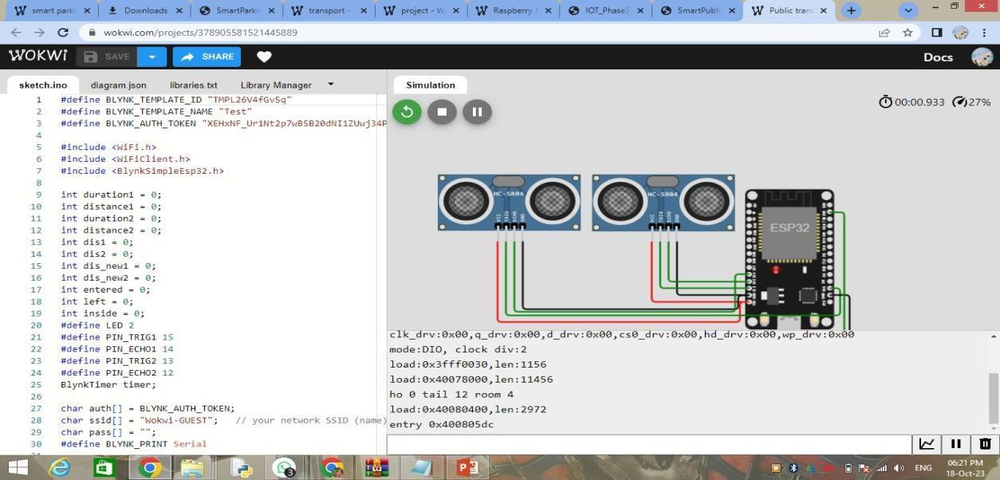 smart parki
Downloads
SmartParkin
transport -
project - W
Raspberry
IOT_Phase3
SmartPubli
Public trans
wokwi.com/projects/378905581521445889
WOKWi
SAVE
SHARE
Docs
sketch.ino
diagram.json
libraries.txt
Library Manager
Simulation
00:00.933
27%
1 #define BLYNK_TEMPLATE_ID "TMPL26V4fGv5q"
2 #define BLYNK_TEMPLATE_NAME "Test"
3 #define BLYNK_AUTH_TOKEN "XEHxNF_Ur1Nt2p7wB5B20dNI1ZUwj34P
4
5 #include <WiFi.h>
6 #include <WiFiClient.h>
7 #include <BlynkSimpleEsp32.h>
8
9 int duration1 = 0;
10 int distance1 = 0;
11 int duration2 = 0;
12 int distance2 = 0;
13 int dis1 = 0;
14 int dis2 = 0;
15 int dis_new1 = 0;
16 int dis_new2 = 0;
17 int entered = 0;
18 int left = 0;
19 int inside = 0;
20 #define LED 2
21 #define PIN_TRIG1 15
22 #define PIN_ECHO1 14
23 #define PIN_TRIG2 13
24 #define PIN_ECHO2 12
25 BlynkTimer timer;
26
27 char auth[] = BLYNK_AUTH_TOKEN;
28 char ssid[] = "Wokwi-GUEST"; // your network SSID (name)
29 char pass[] = "";
30 #define BLYNK_PRINT Serial
HC-SR04
VCC
TRIG
ECHO
GND
HC-SR04
VCC
TRIG
ECHO
GND
ESP32
clk_drv:0x00,q_drv:0x00,d_drv:0x00,cs0_drv:0x00,hd_drv:0x00,wp_drv:0x00
mode:DIO, clock div:2
load:0x3fff0030,len:1156
load:0x40078000,len:11456
ho 0 tail 12 room 4
load:0x40080400,len:2972
entry 0x400805dc
3
ENG
06:21 PM
18-Oct-23